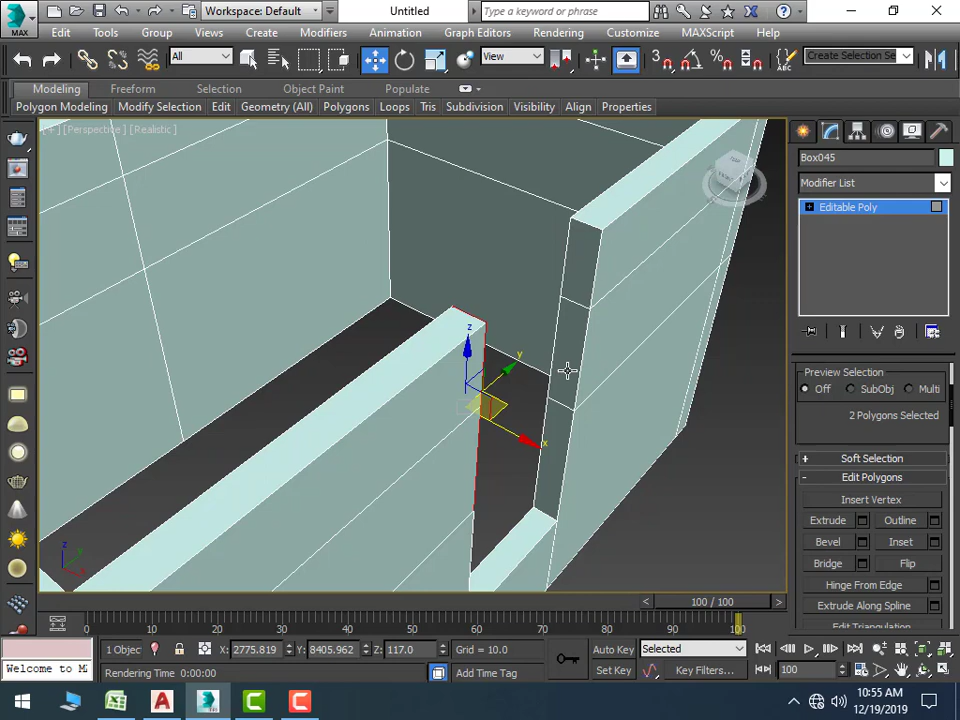 MAX
Workspace: Default
Untitled
Type a keyword or phrase
Edit Tools Group Views Create Modifiers Animation Graph Editors Rendering Customize MAXScript Help
All
View
Create Selection Se
Modeling Freeform Selection Object Paint Populate
Polygon Modeling Modify Selection Edit Geometry (All) Polygons Loops Tris Subdivision Visibility Align Properties
[+] [Perspective] [Realistic]
TOP
Box045
Modifier List
Editable Poly
z
y
x
z
y
x
Preview Selection
Off SubObj Multi
2 Polygons Selected
+ Soft Selection
- Edit Polygons
Insert Vertex
Extrude Outline
Bevel Inset
Bridge Flip
Hinge From Edge
Extrude Along Spline
Edit Triangulation
< 100 / 100 >
0 10 20 30 40 50 60 70 80 90 100
1 Objec X: 2775.819 Y: 8405.962 Z: 117.0 Grid = 10.0 Auto Key Selected
Welcome to M Rendering Time 0:00:00 Add Time Tag Set Key Key Filters... 100
10:55 AM
12/19/2019